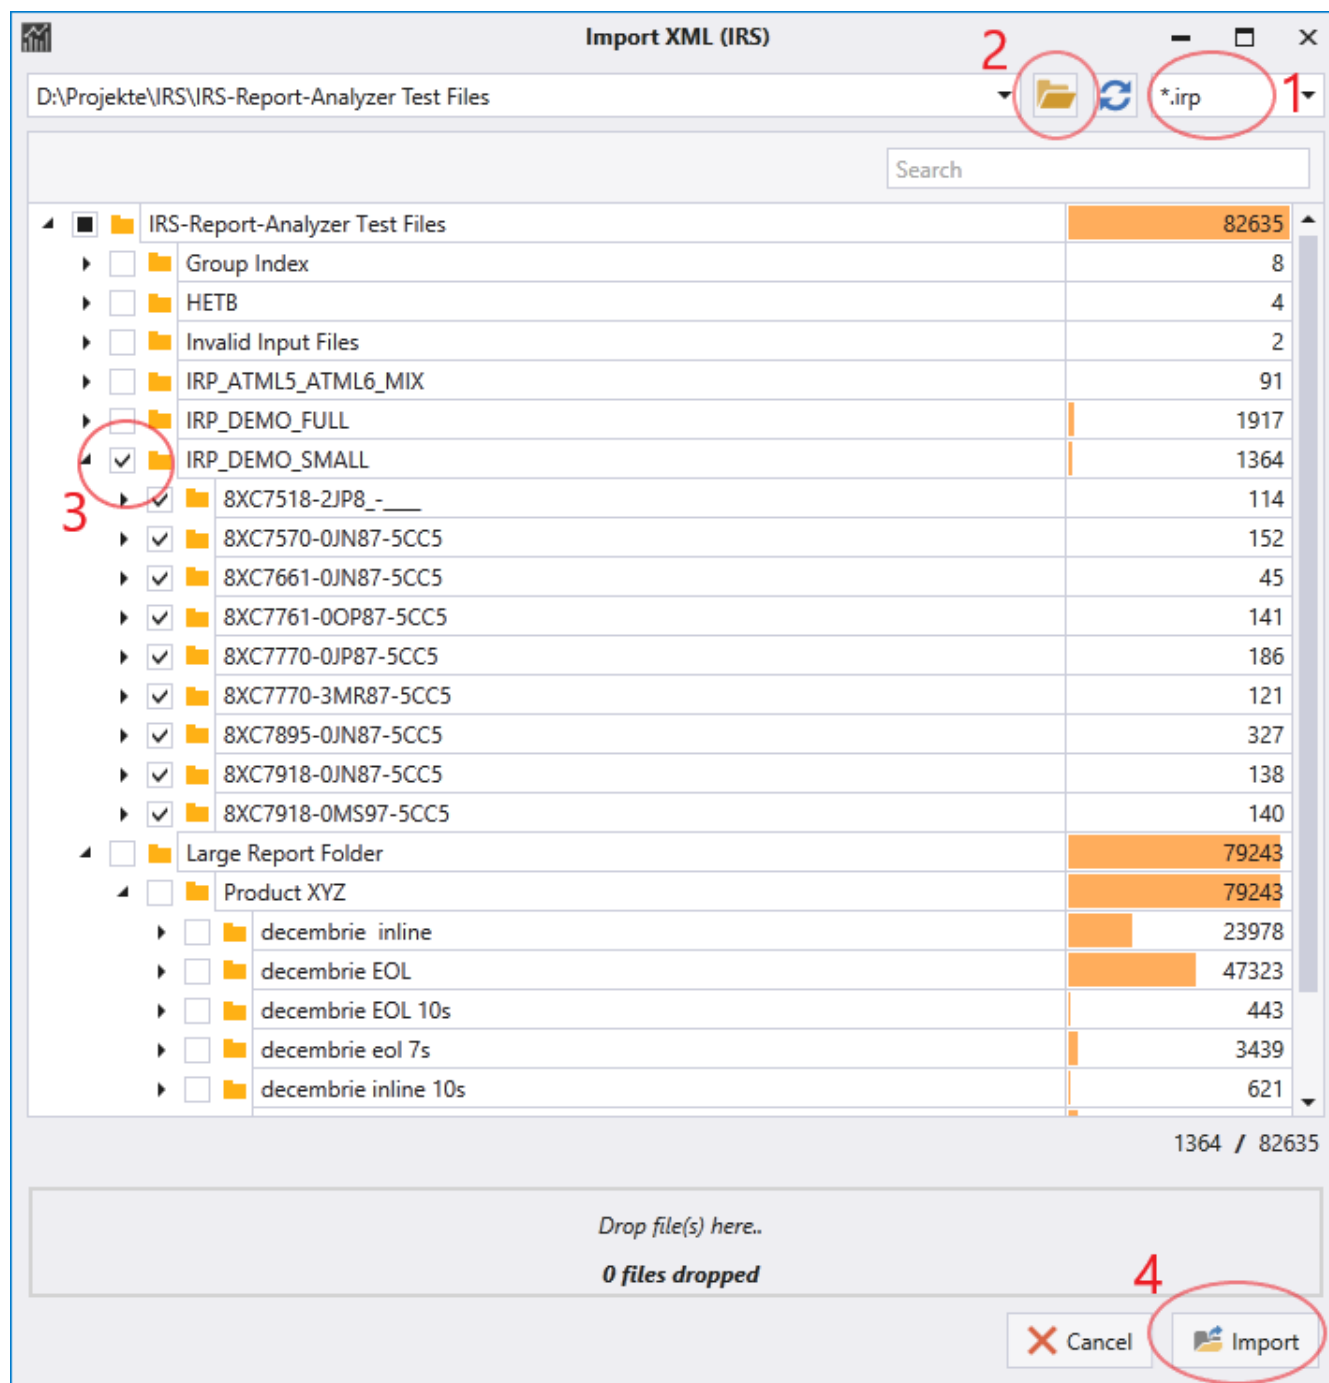 Import XML (IRS)
2
D:\Projekte\IRS\IRS-Report-Analyzer Test Files
*.irp
1
Search
IRS-Report-Analyzer Test Files 82635
Group Index 8
HETB 4
Invalid Input Files 2
IRP_ATML5_ATML6_MIX 91
IRP_DEMO_FULL 1917
IRP_DEMO_SMALL 1364
3
8XC7518-2JP8_-___ 114
8XC7570-0JN87-5CC5 152
8XC7661-0JN87-5CC5 45
8XC7761-0OP87-5CC5 141
8XC7770-0JP87-5CC5 186
8XC7770-3MR87-5CC5 121
8XC7895-0JN87-5CC5 327
8XC7918-0JN87-5CC5 138
8XC7918-0MS97-5CC5 140
Large Report Folder 79243
Product XYZ 79243
decembrie  inline 23978
decembrie EOL 47323
decembrie EOL 10s 443
decembrie eol 7s 3439
decembrie inline 10s 621
1364 / 82635
Drop file(s) here..
0 files dropped
4
Cancel
Import